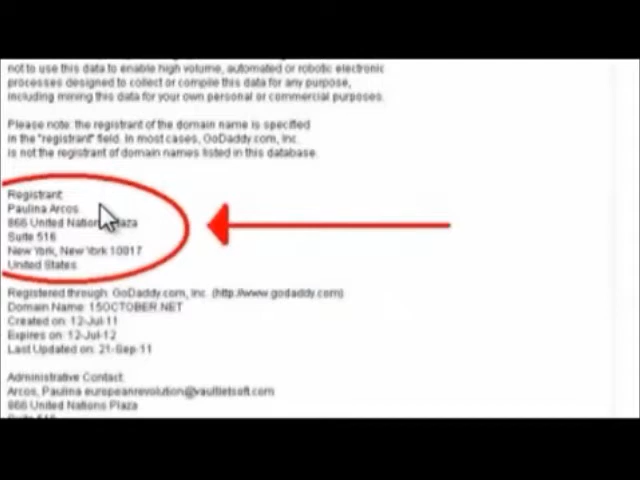 not to use this data to enable high volume, automated or robotic electronic
processes designed to collect or compile this data for any purpose,
including mining this data for your own personal or commercial purposes.
Please note: the registrant of the domain name is specified
in the "registrant" field. In most cases, GoDaddy.com, Inc.
is not the registrant of domain names listed in this database.
Registrant:
Paulina Arcos
866 United Nations Plaza
Suite 516
New York, New York 10017
United States
Registered through: GoDaddy.com, Inc. (http://www.godaddy.com)
Domain Name: 15OCTOBER.NET
Created on: 12-Jul-11
Expires on: 12-Jul-12
Last Updated on: 21-Sep-11
Administrative Contact:
Arcos, Paulina europeanrevolution@vaultletsoft.com
866 United Nations Plaza